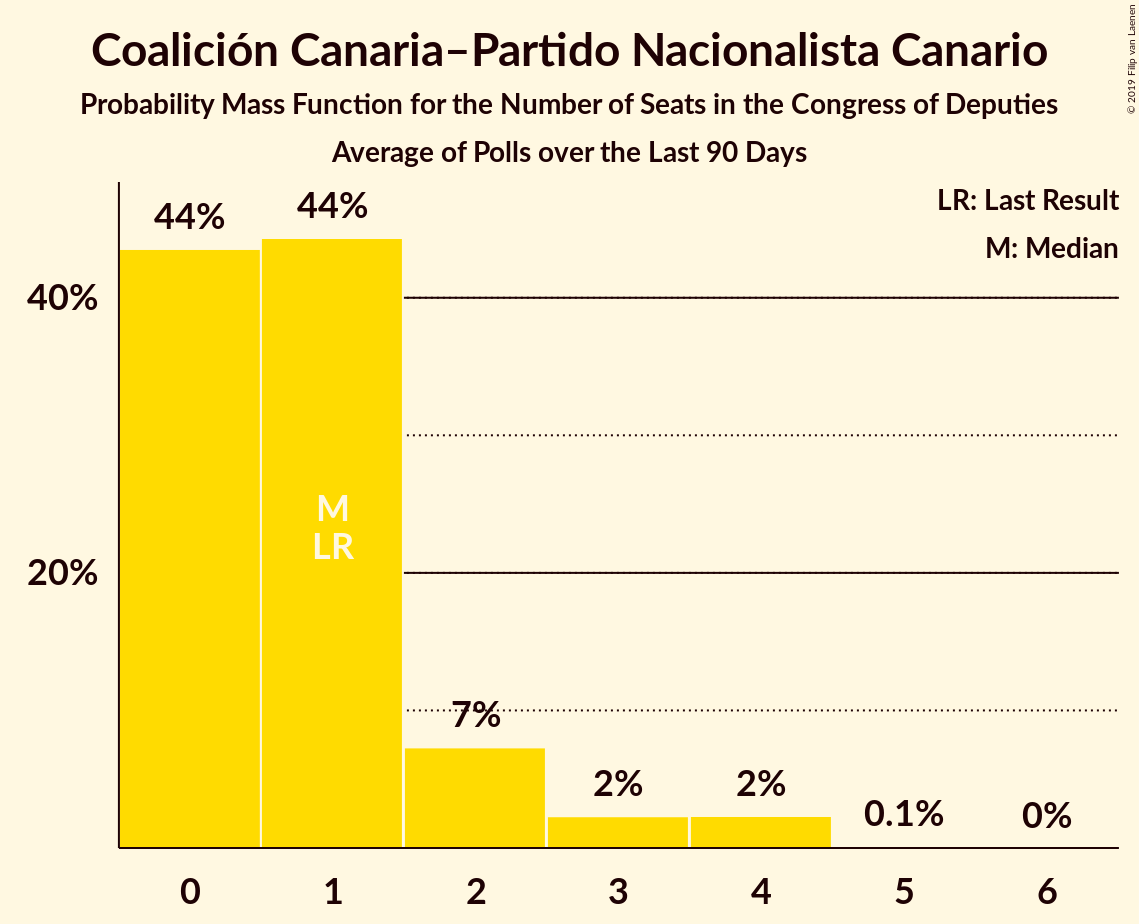 Coalición Canaria–Partido Nacionalista Canario
Probability Mass Function for the Number of Seats in the Congress of Deputies
Average of Polls over the Last 90 Days
© 2019 Filip van Laenen
LR: Last Result
M: Median
44%
44%
40%
M
LR
20%
7%
2%
2%
0.1%
0%
0
1
2
3
4
5
6